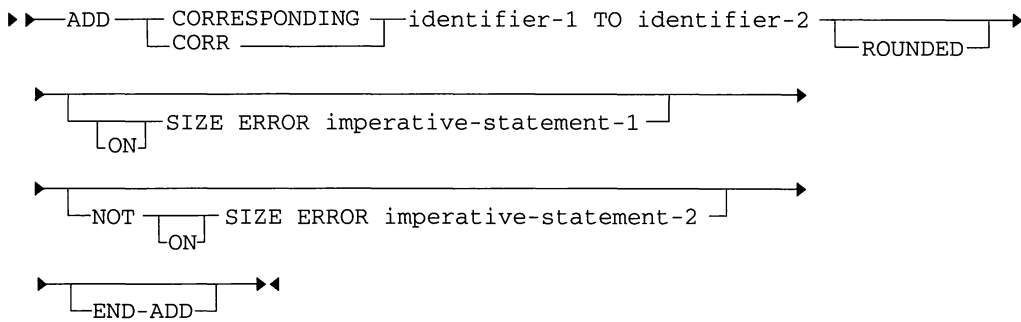 ADD CORRESPONDING identifier-1 TO identifier-2
CORR
ROUNDED
SIZE ERROR imperative-statement-1
ON
NOT SIZE ERROR imperative-statement-2
ON
END-ADD